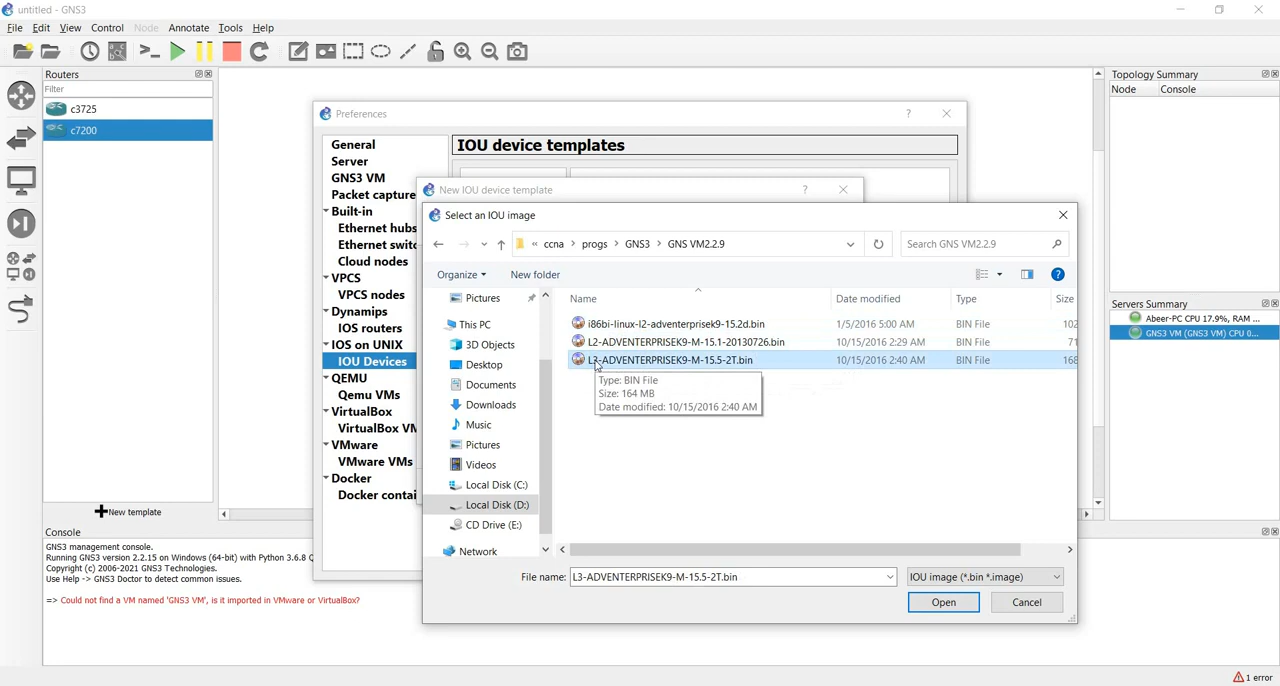 untitled - GNS3
File Edit View Control Node Annotate Tools Help
Routers
Filter
c3725
c7200
New template
Topology Summary
Node Console
Servers Summary
Abeer-PC CPU 17.9%, RAM ...
GNS3 VM (GNS3 VM) CPU 0...
Preferences
?
General
Server
GNS3 VM
Packet capture
Built-in
Ethernet hubs
Ethernet switc
Cloud nodes
VPCS
VPCS nodes
Dynamips
IOS routers
IOS on UNIX
IOU Devices
QEMU
Qemu VMs
VirtualBox
VirtualBox VM
VMware
VMware VMs
Docker
Docker contai
IOU device templates
New IOU device template
?
Select an IOU image
« ccna > progs > GNS3 > GNS VM2.2.9
Search GNS VM2.2.9
Organize New folder
?
Pictures
This PC
3D Objects
Desktop
Documents
Downloads
Music
Pictures
Videos
Local Disk (C:)
Local Disk (D:)
CD Drive (E:)
Network
Name Date modified Type Size
i86bi-linux-l2-adventerprisek9-15.2d.bin 1/5/2016 5:00 AM BIN File 102
L2-ADVENTERPRISEK9-M-15.1-20130726.bin 10/15/2016 2:29 AM BIN File 71
L3-ADVENTERPRISEK9-M-15.5-2T.bin 10/15/2016 2:40 AM BIN File 168
Type: BIN File
Size: 164 MB
Date modified: 10/15/2016 2:40 AM
File name: L3-ADVENTERPRISEK9-M-15.5-2T.bin
IOU image (*.bin *.image)
Open Cancel
Console
GNS3 management console.
Running GNS3 version 2.2.15 on Windows (64-bit) with Python 3.6.8 Q
Copyright (c) 2006-2021 GNS3 Technologies.
Use Help -> GNS3 Doctor to detect common issues.
=> Could not find a VM named 'GNS3 VM', is it imported in VMware or VirtualBox?
1 error